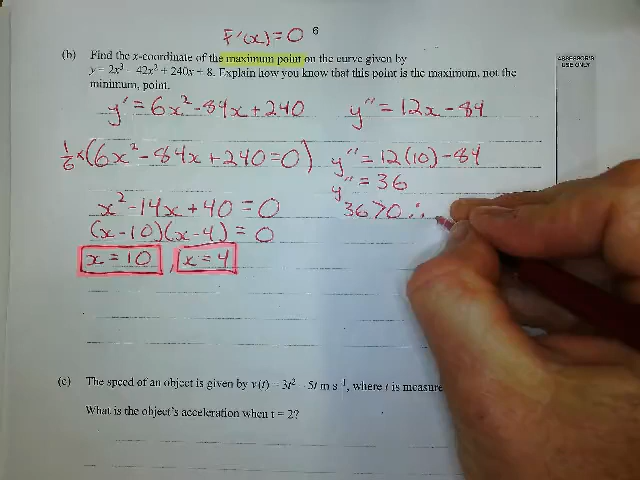 F'(x) = 0 6
ASSESSOR'S
USE ONLY
(b) Find the x-coordinate of the maximum point on the curve given by
y = 2x³ − 42x² + 240x + 8. Explain how you know that this point is the maximum, not the
minimum, point.
y' = 6x² - 84x + 240
y'' = 12x - 84
1/6 × (6x² - 84x + 240 = 0)
y'' = 12(10) - 84
y'' = 36
x² - 14x + 40 = 0
36 > 0 ∴
(x - 10)(x - 4) = 0
x = 10 , x = 4
(c) The speed of an object is given by v(t) = 3t² − 5t m s⁻¹, where t is measure
What is the object's acceleration when t = 2?